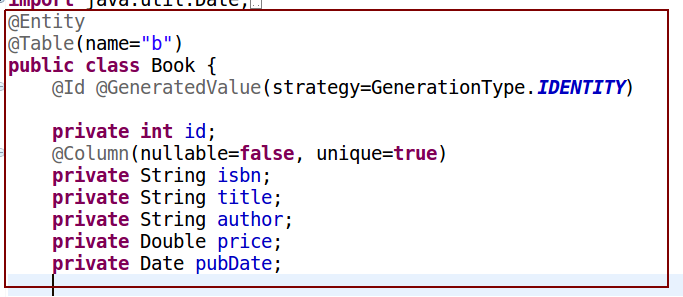 import java.util.Date;
@Entity
@Table(name="b")
public class Book {
@Id @GeneratedValue(strategy=GenerationType.IDENTITY)
private int id;
@Column(nullable=false, unique=true)
private String isbn;
private String title;
private String author;
private Double price;
private Date pubDate;